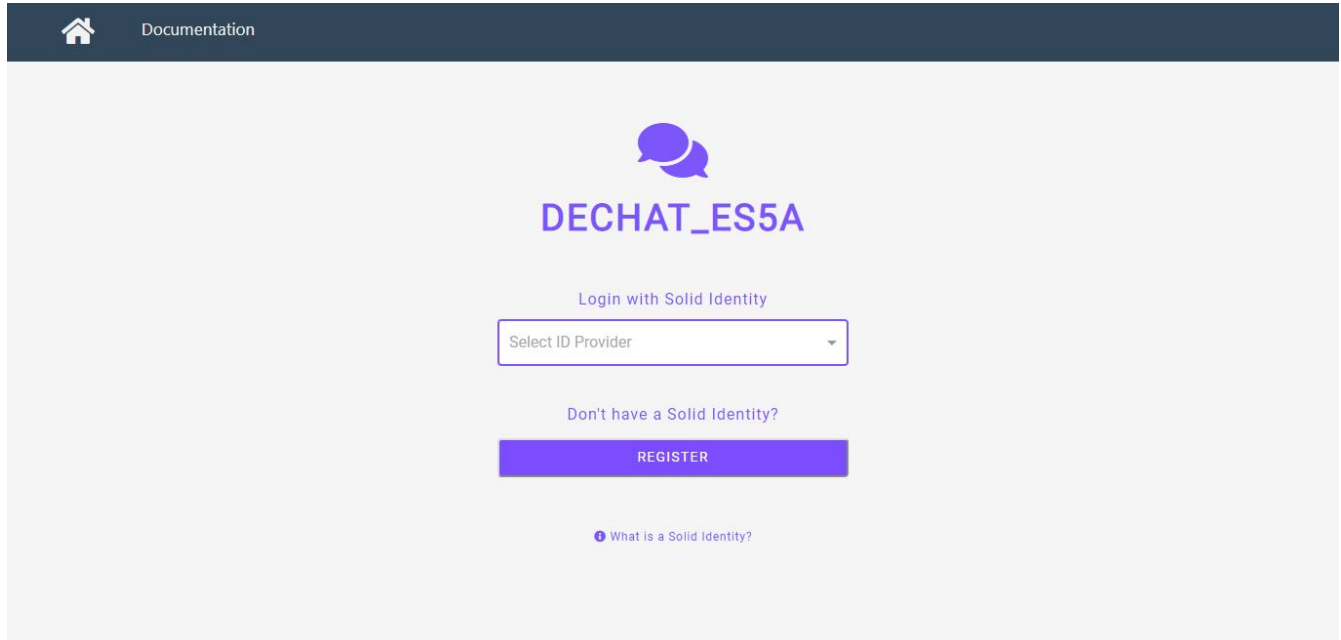 Documentation
DECHAT_ES5A
Login with Solid Identity
Select ID Provider
Don't have a Solid Identity?
REGISTER
What is a Solid Identity?